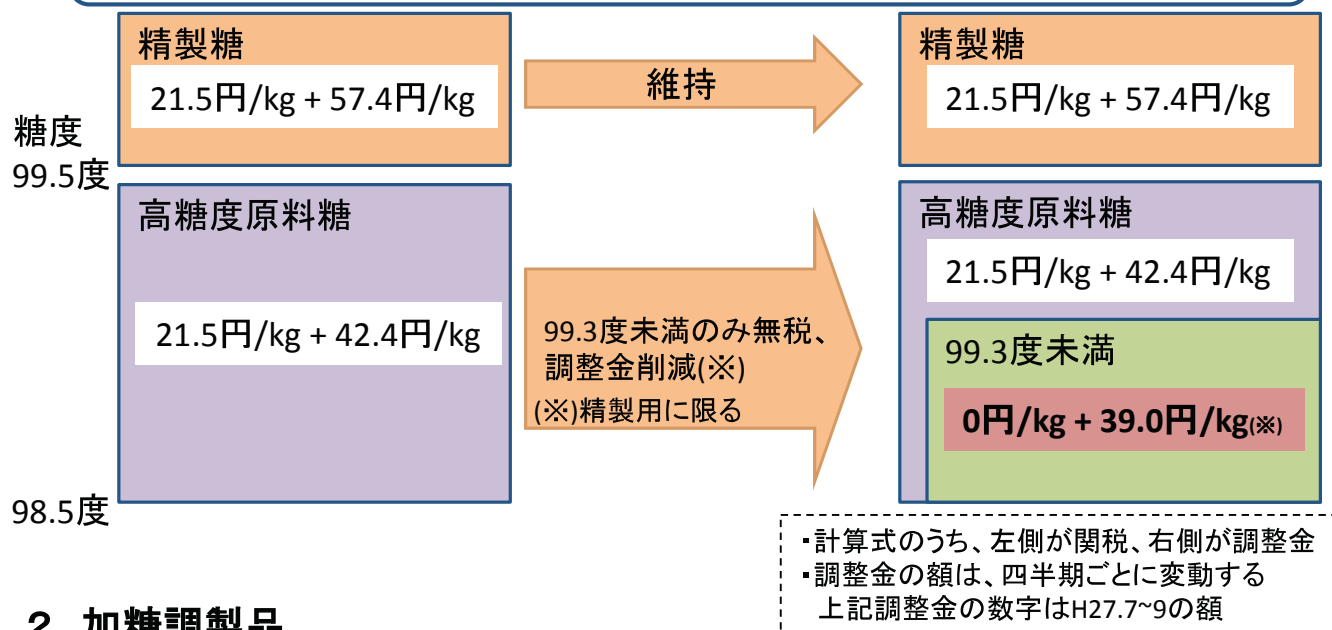 精製糖
21.5円/kg + 57.4円/kg
維持
精製糖
21.5円/kg + 57.4円/kg
糖度
99.5度
高糖度原料糖
21.5円/kg + 42.4円/kg
99.3度未満のみ無税、
調整金削減(※)
(※)精製用に限る
高糖度原料糖
21.5円/kg + 42.4円/kg
99.3度未満
0円/kg + 39.0円/kg(※)
98.5度
・計算式のうち、左側が関税、右側が調整金
・調整金の額は、四半期ごとに変動する
上記調整金の数字はH27.7~9の額
２ 加糖調製品